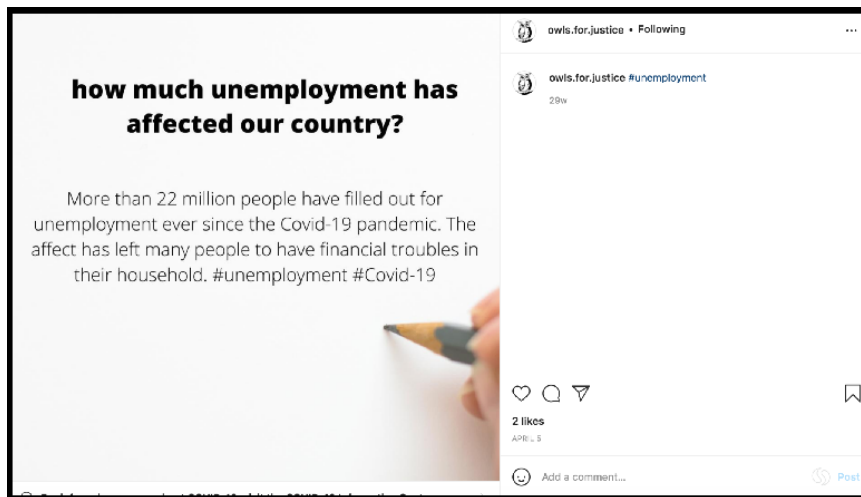 how much unemployment has
affected our country?
More than 22 million people have filled out for
unemployment ever since the Covid-19 pandemic. The
affect has left many people to have financial troubles in
their household. #unemployment #Covid-19
owls.for.justice • Following
owls.for.justice #unemployment
29w
2 likes
APRIL 5
Add a comment...
Post